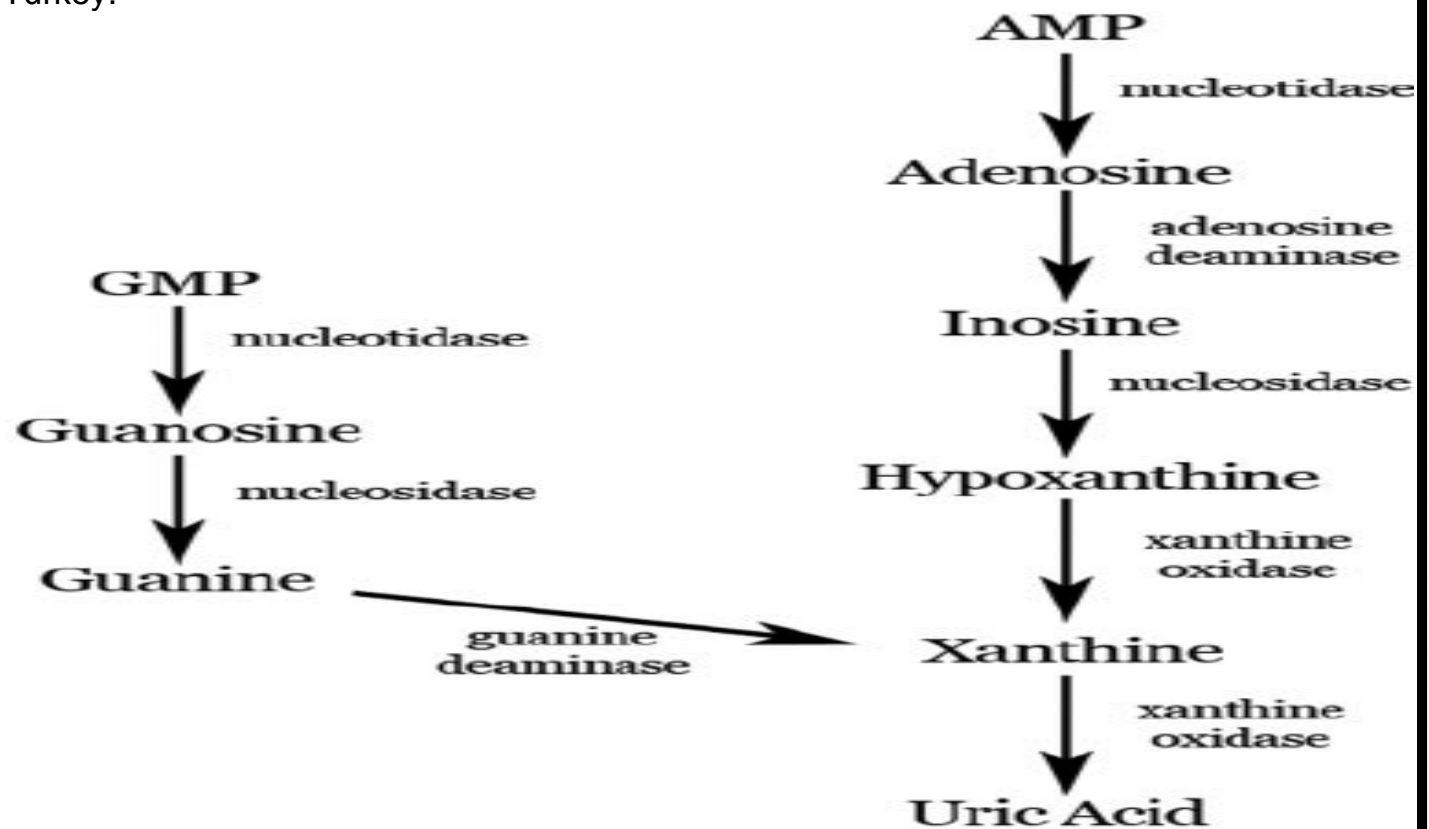 Turkey.
AMP
nucleotidase
Adenosine
adenosine
deaminase
Inosine
nucleosidase
Hypoxanthine
xanthine
oxidase
Xanthine
xanthine
oxidase
Uric Acid
GMP
nucleotidase
Guanosine
nucleosidase
Guanine
guanine
deaminase